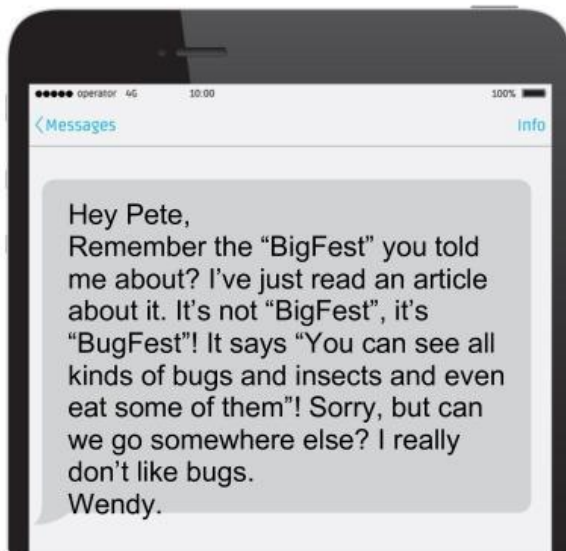 operator 4G 10:00 100%
Messages Info
Hey Pete,
Remember the “BigFest” you told
me about? I’ve just read an article
about it. It’s not “BigFest”, it’s
“BugFest”! It says “You can see all
kinds of bugs and insects and even
eat some of them”! Sorry, but can
we go somewhere else? I really
don’t like bugs.
Wendy.